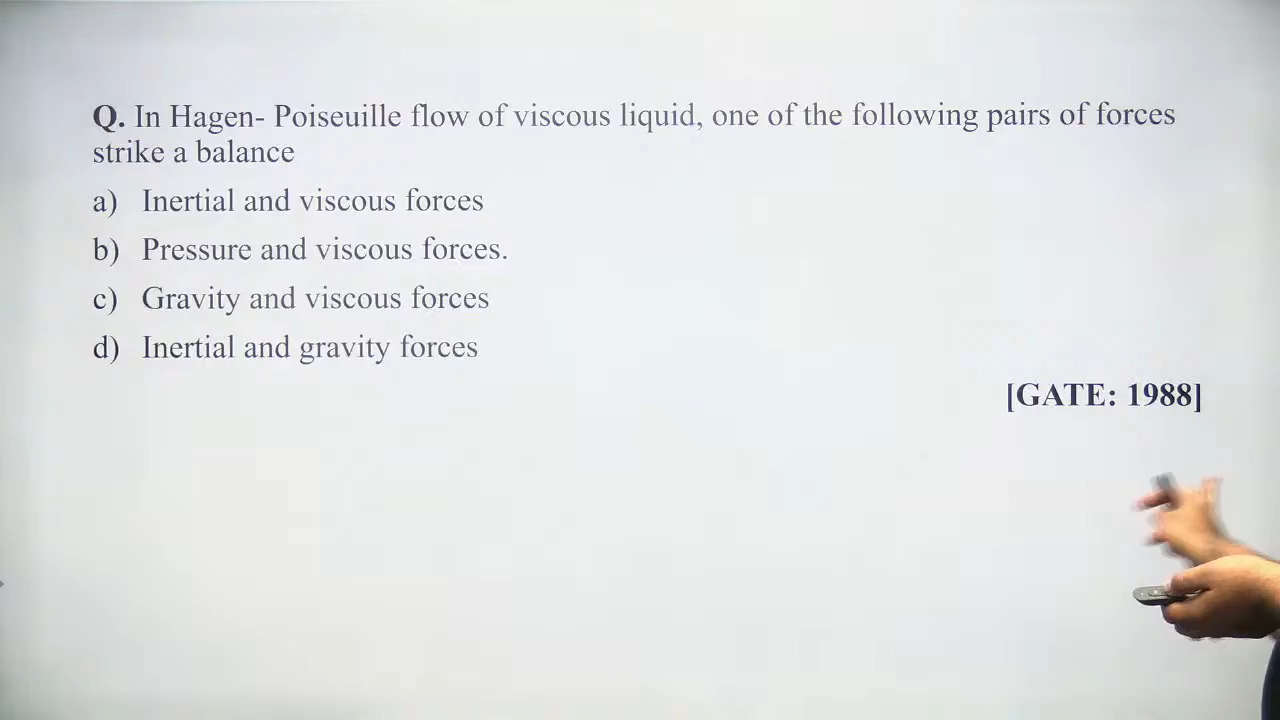 Q. In Hagen- Poiseuille flow of viscous liquid, one of the following pairs of forces
strike a balance
a) Inertial and viscous forces
b) Pressure and viscous forces.
c) Gravity and viscous forces
d) Inertial and gravity forces
[GATE: 1988]